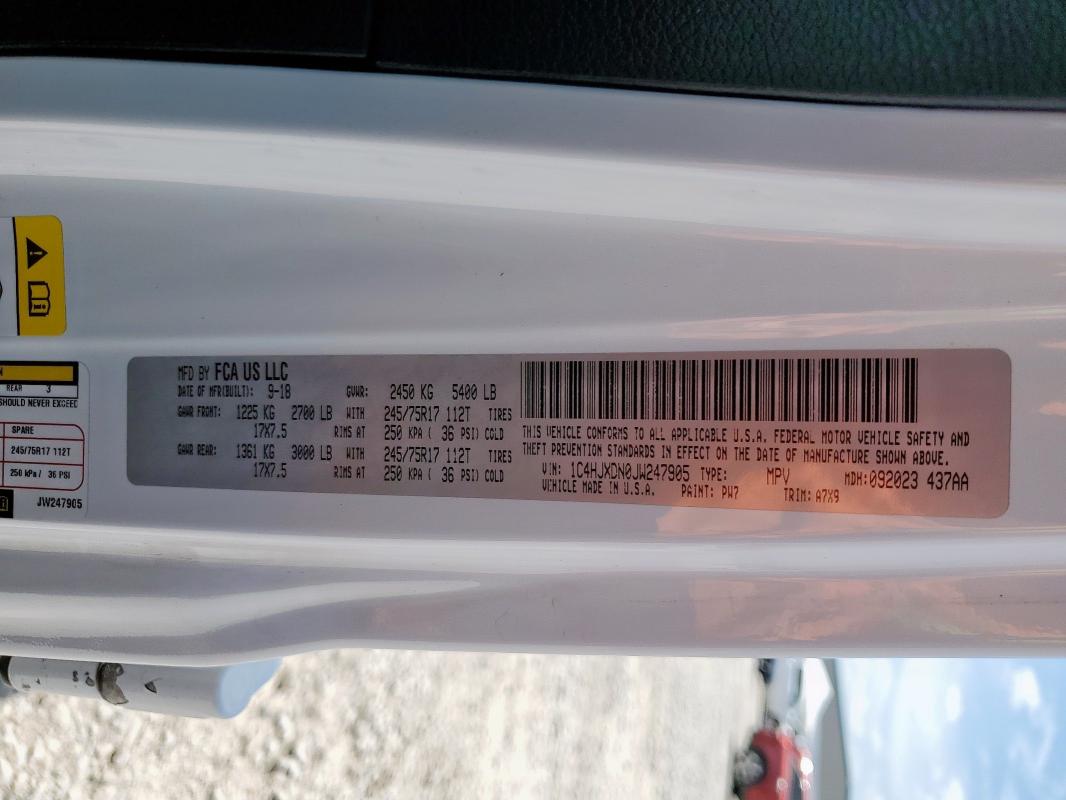 MFD BY FCA US LLC
DATE OF MFR(BUILT): 9-18 GVWR: 2450 KG 5400 LB
GAWR FRONT: 1225 KG 2700 LB WITH 245/75R17 112T TIRES
17X7.5 RIMS AT 250 KPA ( 36 PSI) COLD
GAWR REAR: 1361 KG 3000 LB WITH 245/75R17 112T TIRES
17X7.5 RIMS AT 250 KPA ( 36 PSI) COLD
THIS VEHICLE CONFORMS TO ALL APPLICABLE U.S.A. FEDERAL MOTOR VEHICLE SAFETY AND
THEFT PREVENTION STANDARDS IN EFFECT ON THE DATE OF MANUFACTURE SHOWN ABOVE.
VIN: 1C4HJXDN0JW247905 TYPE: MPV MDH:092023 437AA
VEHICLE MADE IN U.S.A. PAINT: PW7 TRIM: A7X9
REAR 3
SHOULD NEVER EXCEED
SPARE
245/75R17 112T
250 kPa / 36 PSI
JW247905